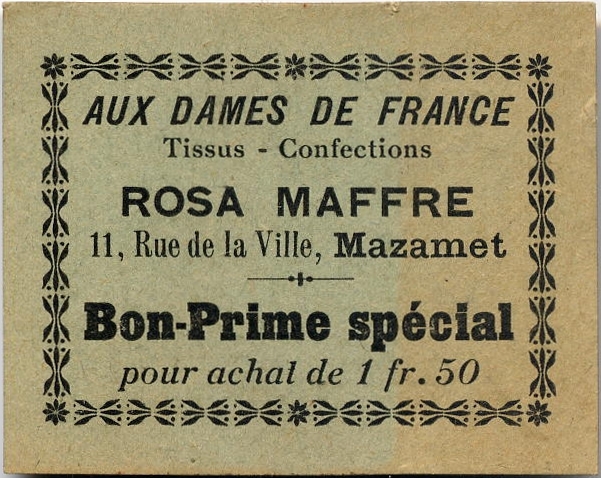 AUX DAMES DE FRANCE
Tissus - Confections
ROSA MAFFRE
11, Rue de la Ville, Mazamet
Bon-Prime spécial
pour achat de 1 fr. 50